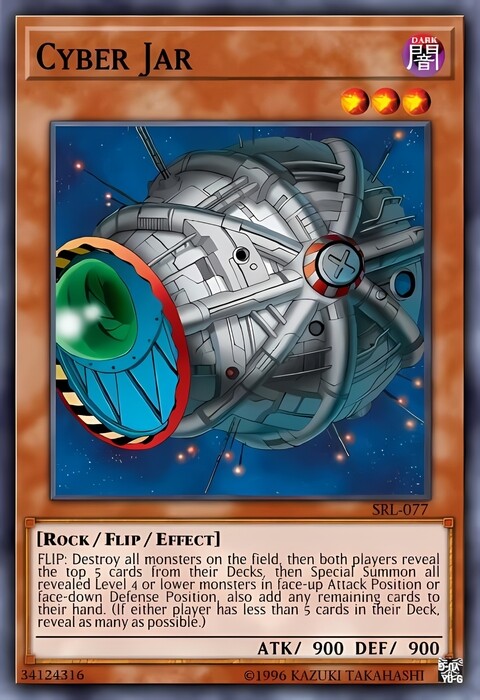 CYBER JAR
DARK
闇
SRL-077
[ROCK / FLIP / EFFECT]
FLIP: Destroy all monsters on the field, then both players reveal
the top 5 cards from their Decks, then Special Summon all
revealed Level 4 or lower monsters in face-up Attack Position or
face-down Defense Position, also add any remaining cards to
their hand. (If either player has less than 5 cards in their Deck,
reveal as many as possible.)
ATK/ 900 DEF/ 900
34124316
©1996 KAZUKI TAKAHASHI